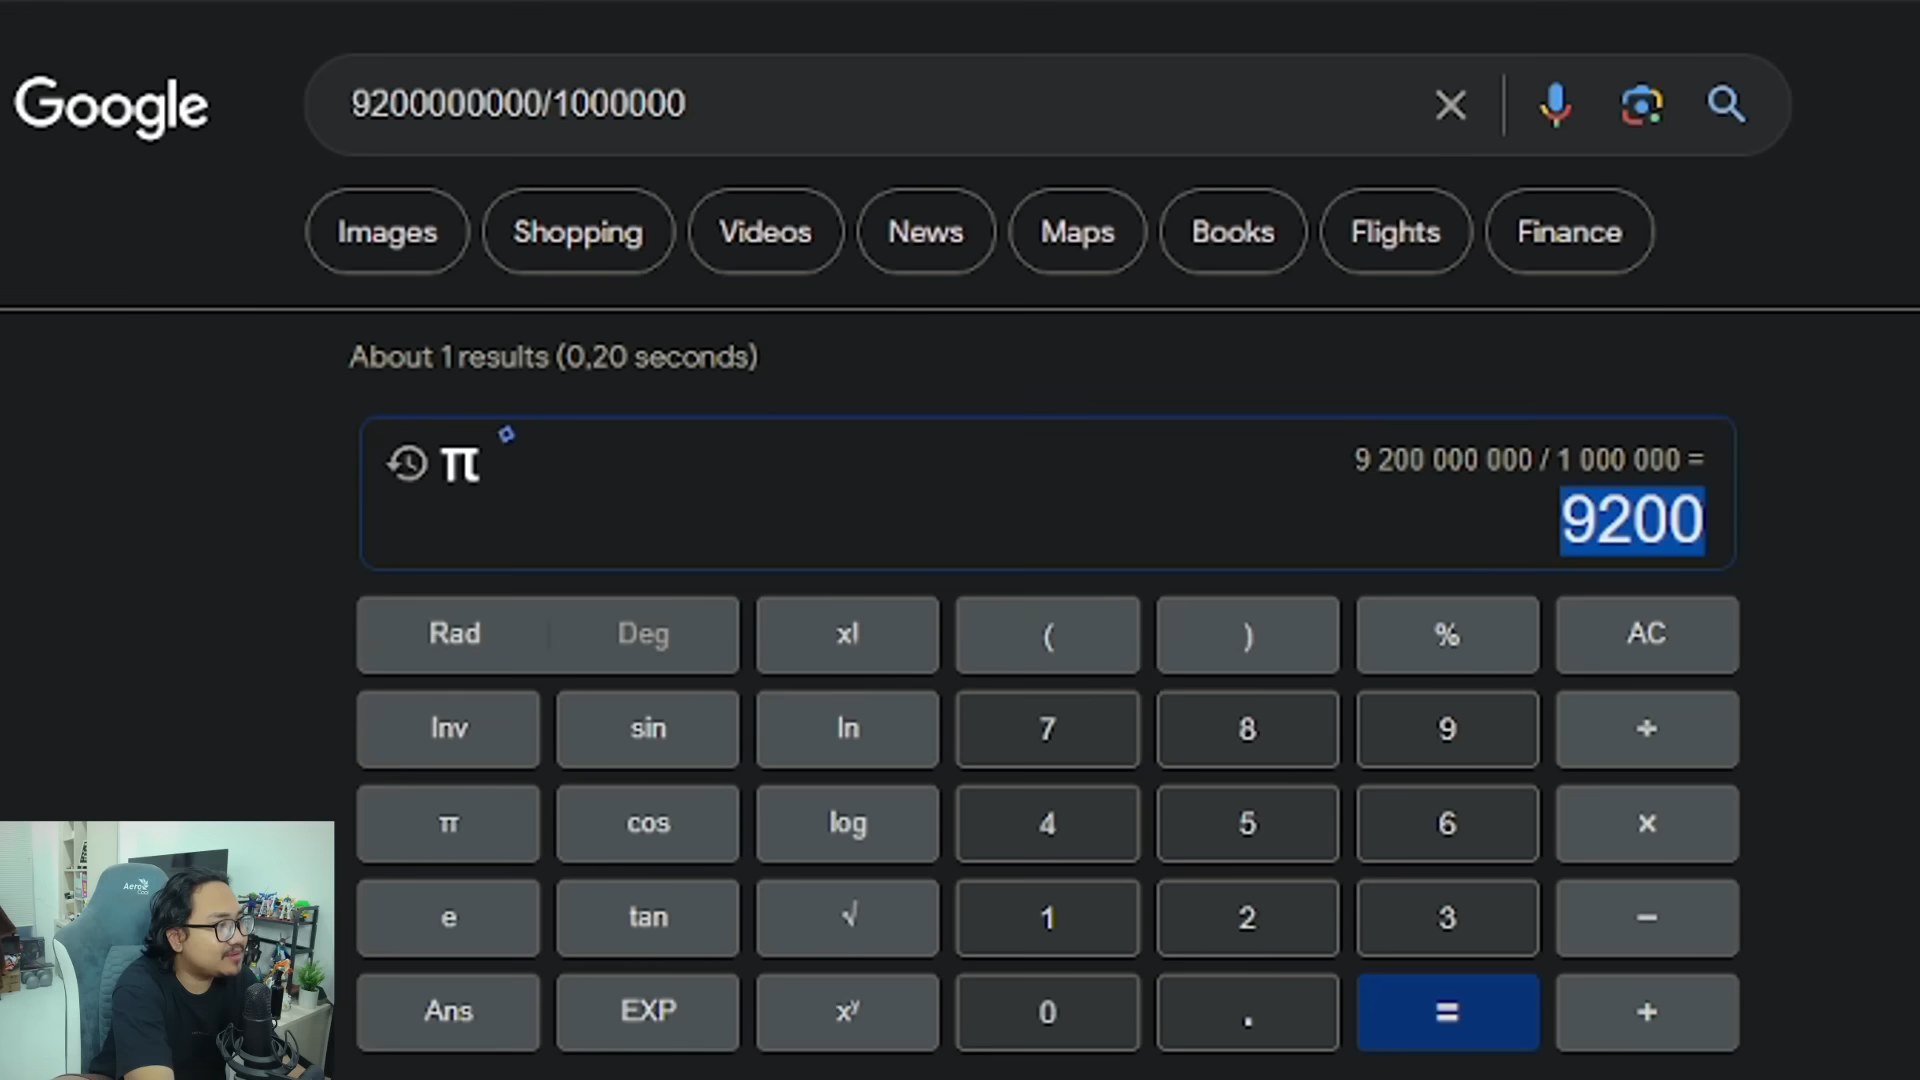 Google
9200000000/1000000
Images Shopping Videos News Maps Books Flights Finance
About 1 results (0,20 seconds)
π
9 200 000 000 / 1 000 000 =
9200
Rad Deg x! ( ) % AC
Inv sin ln 7 8 9 ÷
π cos log 4 5 6 ×
e tan √ 1 2 3 −
Ans EXP xʸ 0 . = +
Aero
Cool